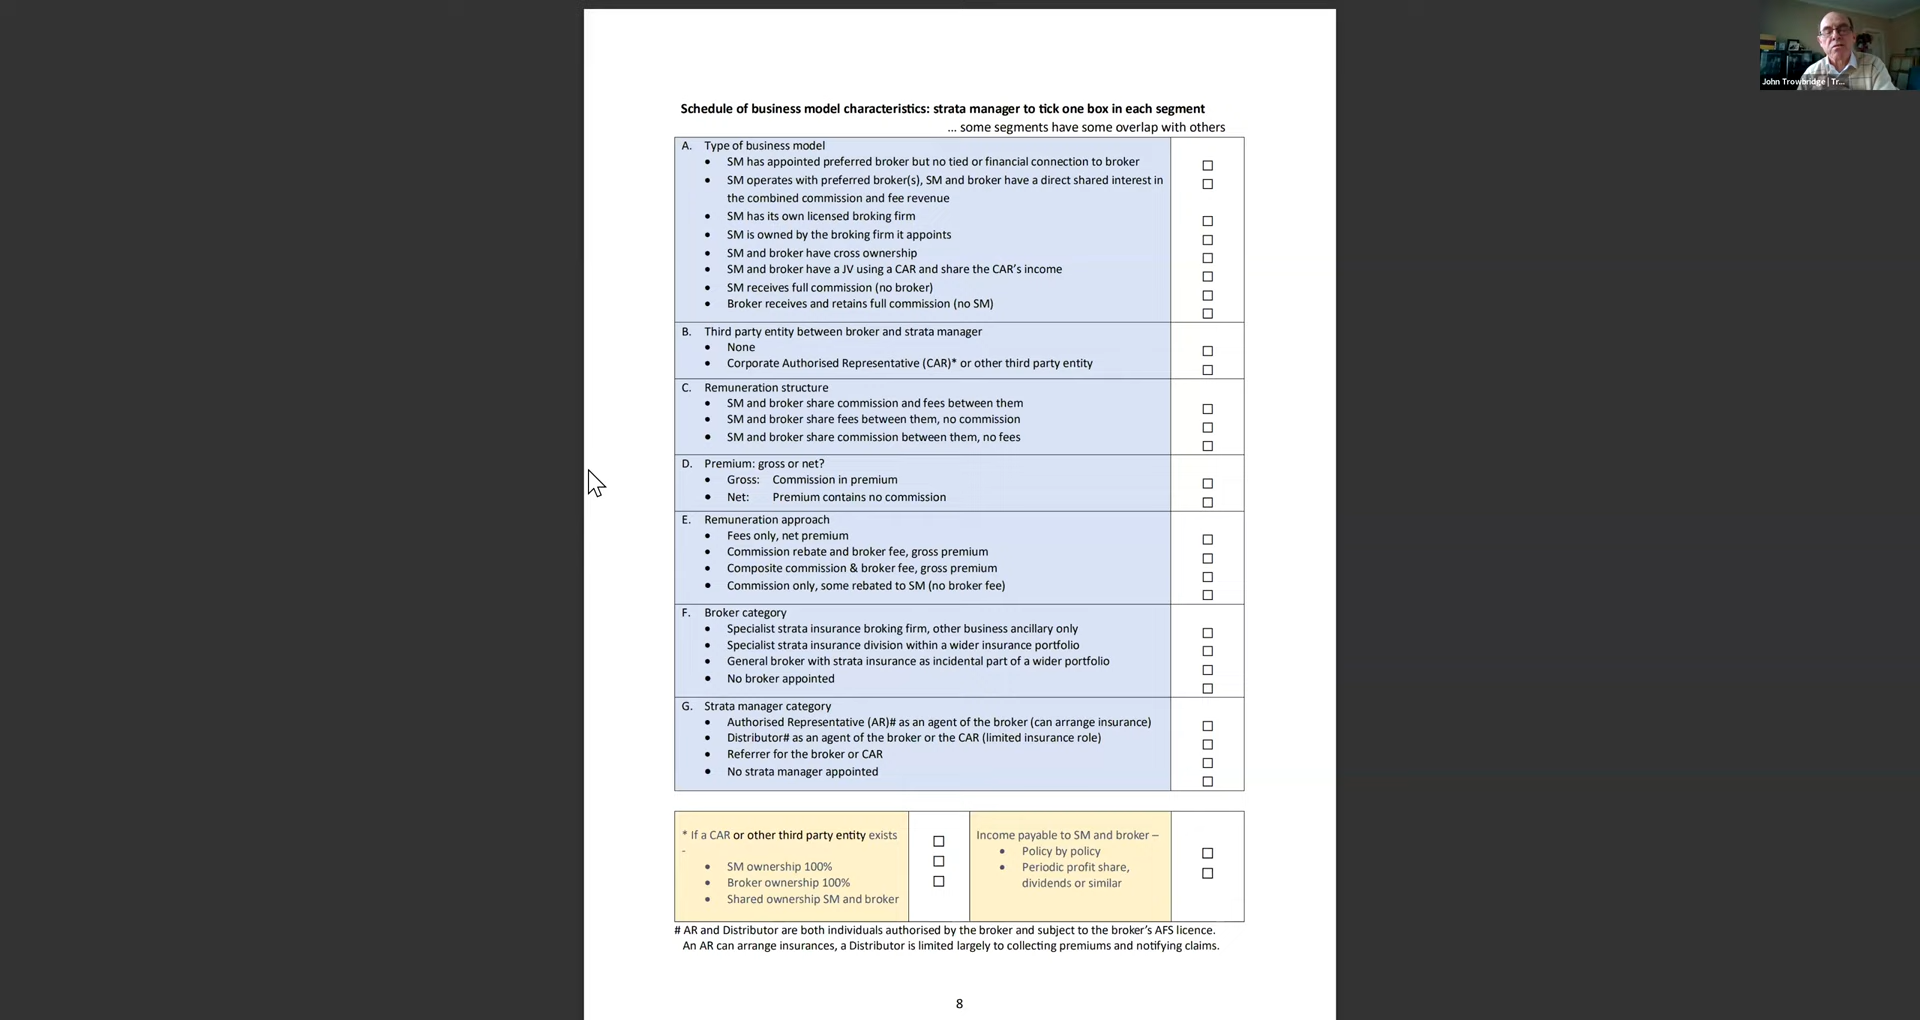 John Trowbridge | Tr...
Schedule of business model characteristics: strata manager to tick one box in each segment
... some segments have some overlap with others
A. Type of business model
• SM has appointed preferred broker but no tied or financial connection to broker
• SM operates with preferred broker(s), SM and broker have a direct shared interest in
the combined commission and fee revenue
• SM has its own licensed broking firm
• SM is owned by the broking firm it appoints
• SM and broker have cross ownership
• SM and broker have a JV using a CAR and share the CAR's income
• SM receives full commission (no broker)
• Broker receives and retains full commission (no SM)
B. Third party entity between broker and strata manager
• None
• Corporate Authorised Representative (CAR)* or other third party entity
C. Remuneration structure
• SM and broker share commission and fees between them
• SM and broker share fees between them, no commission
• SM and broker share commission between them, no fees
D. Premium: gross or net?
• Gross: Commission in premium
• Net: Premium contains no commission
E. Remuneration approach
• Fees only, net premium
• Commission rebate and broker fee, gross premium
• Composite commission & broker fee, gross premium
• Commission only, some rebated to SM (no broker fee)
F. Broker category
• Specialist strata insurance broking firm, other business ancillary only
• Specialist strata insurance division within a wider insurance portfolio
• General broker with strata insurance as incidental part of a wider portfolio
• No broker appointed
G. Strata manager category
• Authorised Representative (AR)# as an agent of the broker (can arrange insurance)
• Distributor# as an agent of the broker or the CAR (limited insurance role)
• Referrer for the broker or CAR
• No strata manager appointed
* If a CAR or other third party entity exists
-
• SM ownership 100%
• Broker ownership 100%
• Shared ownership SM and broker
Income payable to SM and broker –
• Policy by policy
• Periodic profit share,
dividends or similar
# AR and Distributor are both individuals authorised by the broker and subject to the broker's AFS licence.
An AR can arrange insurances, a Distributor is limited largely to collecting premiums and notifying claims.
8